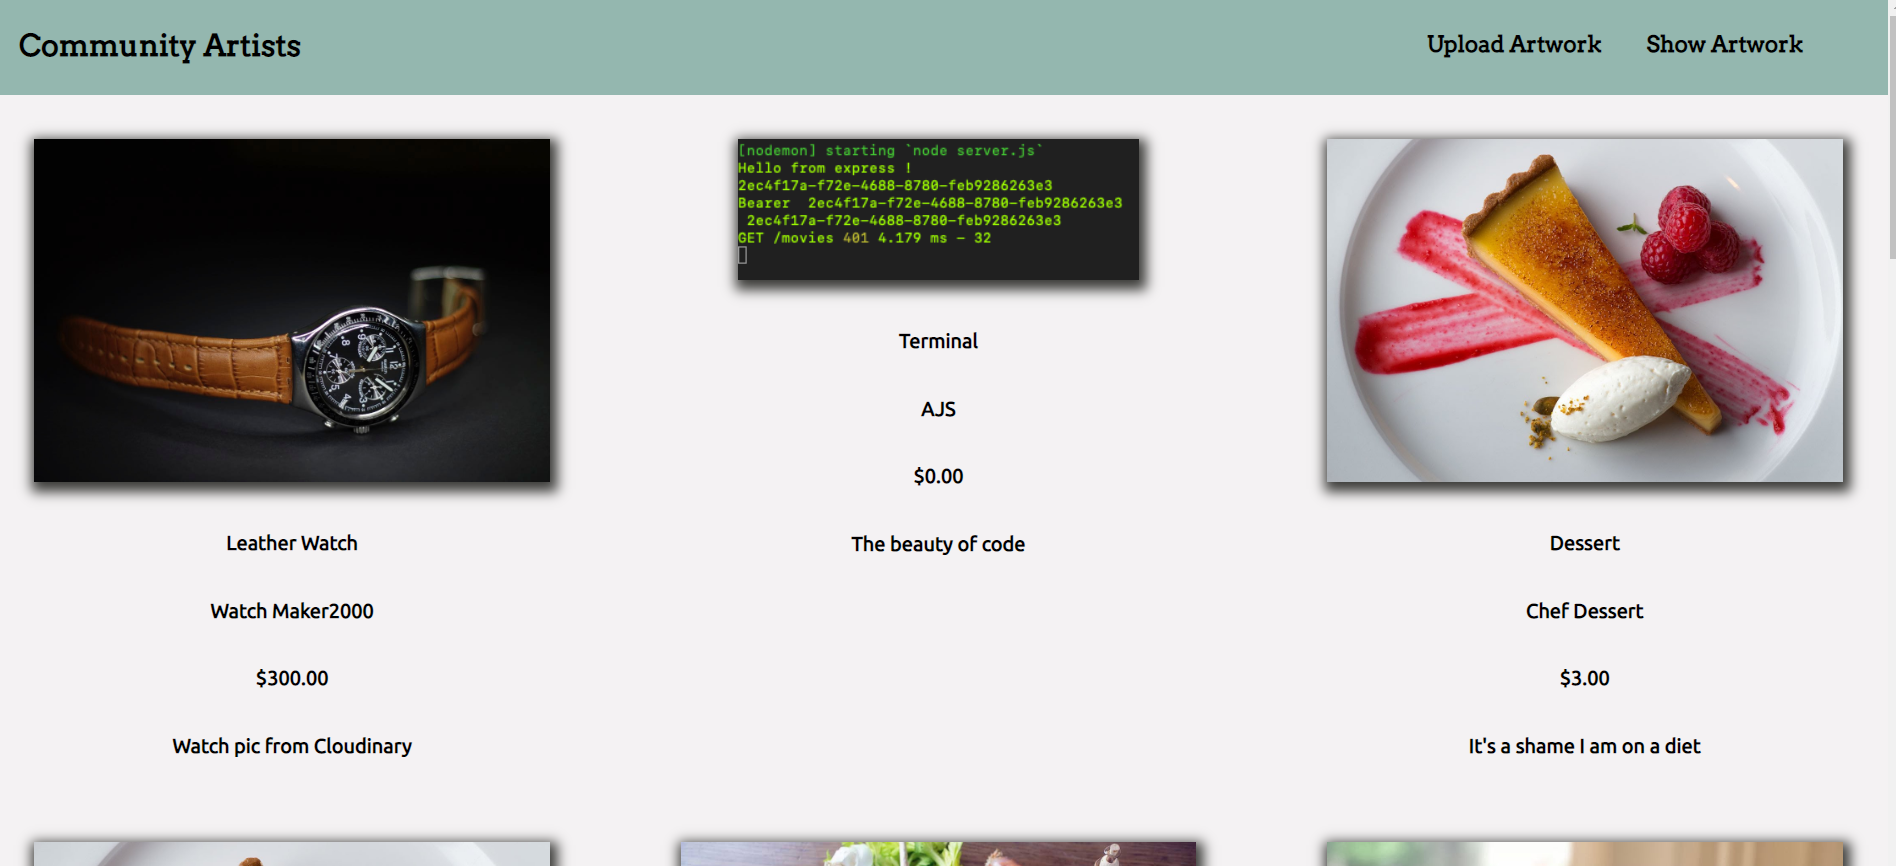 Community Artists
Upload Artwork
Show Artwork
[nodemon] starting `node server.js`
Hello from express !
2ec4f17a-f72e-4688-8780-feb9286263e3
Bearer  2ec4f17a-f72e-4688-8780-feb9286263e3
 2ec4f17a-f72e-4688-8780-feb9286263e3
GET /movies 401 4.179 ms - 32
Terminal
AJS
$0.00
The beauty of code
Leather Watch
Watch Maker2000
$300.00
Watch pic from Cloudinary
Dessert
Chef Dessert
$3.00
It's a shame I am on a diet